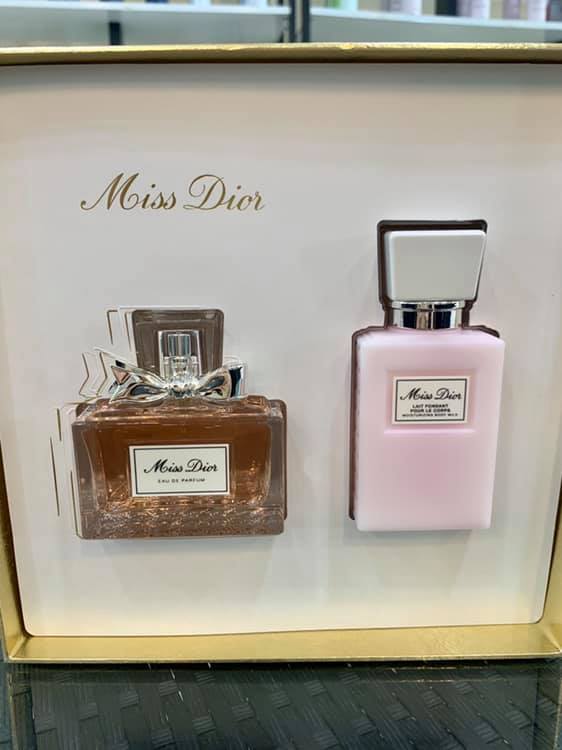 Miss Dior
Miss Dior
EAU DE PARFUM
Miss Dior
LAIT FONDANT
POUR LE CORPS
MOISTURIZING BODY MILK